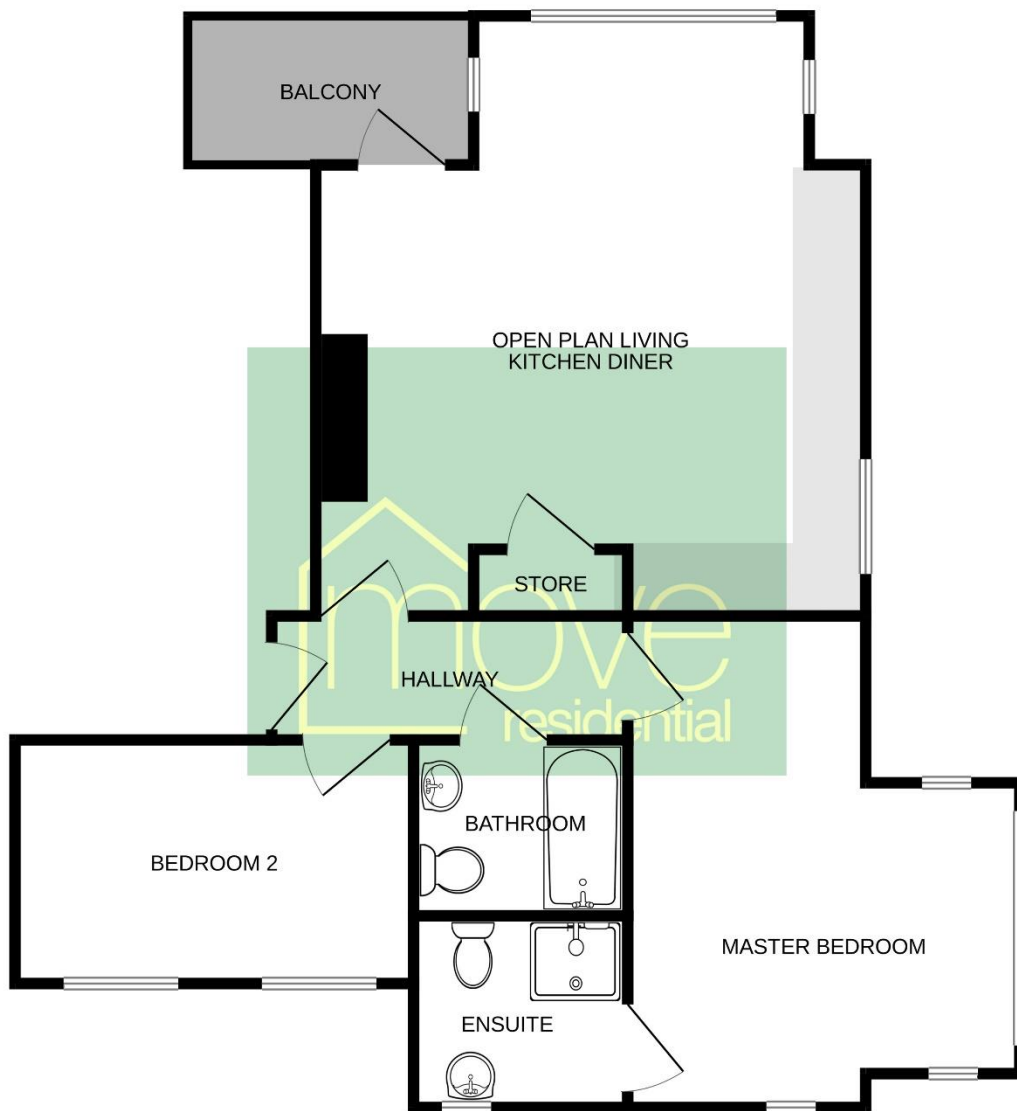 BALCONY
OPEN PLAN LIVING
KITCHEN DINER
STORE
HALLWAY
move
residential
BATHROOM
BEDROOM 2
MASTER BEDROOM
ENSUITE